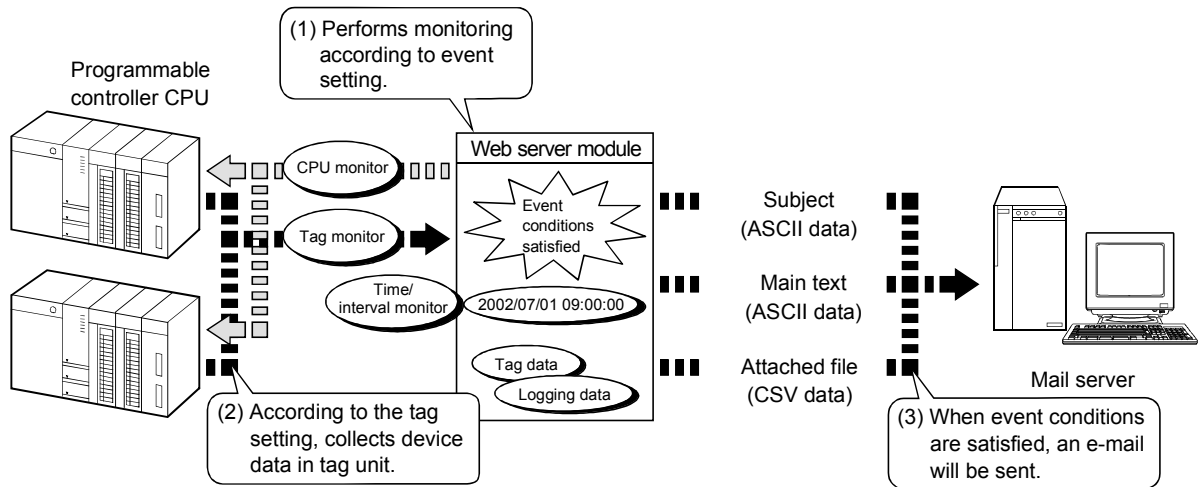 (1) Performs monitoring
according to event
setting.
Programmable
controller CPU
Web server module
CPU monitor
Event
conditions
satisfied
Tag monitor
Time/
interval monitor
2002/07/01 09:00:00
Tag data
Logging data
Subject
(ASCII data)
Main text
(ASCII data)
Attached file
(CSV data)
Mail server
(2) According to the tag
setting, collects device
data in tag unit.
(3) When event conditions
are satisfied, an e-mail
will be sent.